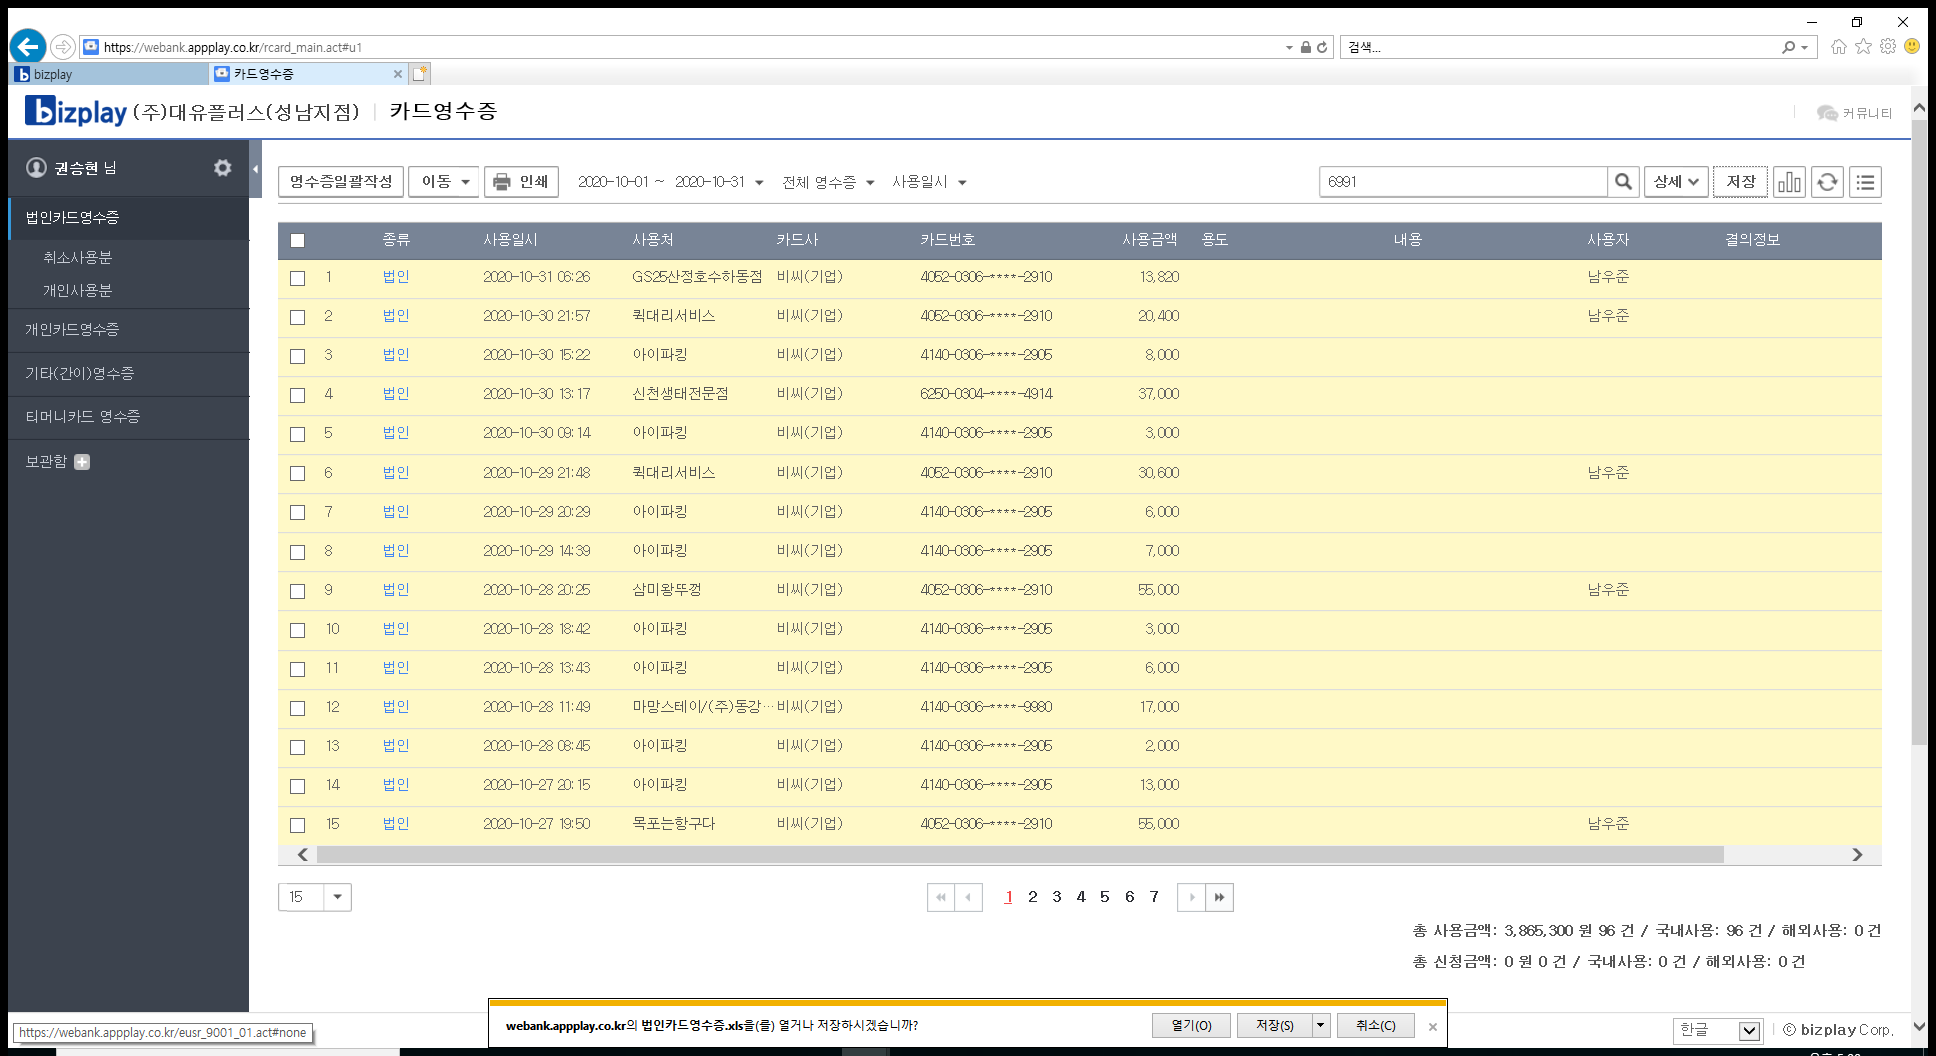 https://webank.appplay.co.kr/rcard_main.act#u1
검색...
bizplay
카드영수증
bizplay (주)대유플러스(성남지점) 카드영수증
커뮤니티
권승현 님
법인카드영수증
취소사용분
개인사용분
개인카드영수증
기타(간이)영수증
티머니카드 영수증
보관함
영수증일괄작성 이동 인쇄 2020-10-01 ~ 2020-10-31 전체 영수증 사용일시 6991 상세 저장
종류 사용일시 사용처 카드사 카드번호 사용금액 용도 내용 사용자 결의정보
1 법인 2020-10-31 06:26 GS25산정호수하동점 비씨(기업) 4052-0306-****-2910 13,820 남우준
2 법인 2020-10-30 21:57 퀵대리서비스 비씨(기업) 4052-0306-****-2910 20,400 남우준
3 법인 2020-10-30 15:22 아이파킹 비씨(기업) 4140-0306-****-2905 8,000
4 법인 2020-10-30 13:17 신천생태전문점 비씨(기업) 6250-0304-****-4914 37,000
5 법인 2020-10-30 09:14 아이파킹 비씨(기업) 4140-0306-****-2905 3,000
6 법인 2020-10-29 21:48 퀵대리서비스 비씨(기업) 4052-0306-****-2910 30,600 남우준
7 법인 2020-10-29 20:29 아이파킹 비씨(기업) 4140-0306-****-2905 6,000
8 법인 2020-10-29 14:39 아이파킹 비씨(기업) 4140-0306-****-2905 7,000
9 법인 2020-10-28 20:25 삼미왕뚜껑 비씨(기업) 4052-0306-****-2910 55,000 남우준
10 법인 2020-10-28 18:42 아이파킹 비씨(기업) 4140-0306-****-2905 3,000
11 법인 2020-10-28 13:43 아이파킹 비씨(기업) 4140-0306-****-2905 6,000
12 법인 2020-10-28 11:49 마망스테이/(주)동강… 비씨(기업) 4140-0306-****-9980 17,000
13 법인 2020-10-28 08:45 아이파킹 비씨(기업) 4140-0306-****-2905 2,000
14 법인 2020-10-27 20:15 아이파킹 비씨(기업) 4140-0306-****-2905 13,000
15 법인 2020-10-27 19:50 목포는항구다 비씨(기업) 4052-0306-****-2910 55,000 남우준
15 1 2 3 4 5 6 7
총 사용금액: 3,865,300 원 96 건 / 국내사용: 96 건 / 해외사용: 0 건
총 신청금액: 0 원 0 건 / 국내사용: 0 건 / 해외사용: 0 건
webank.appplay.co.kr의 법인카드영수증.xls을(를) 열거나 저장하시겠습니까? 열기(O) 저장(S) 취소(C)
https://webank.appplay.co.kr/eusr_9001_01.act#none
한글 ⓒ bizplay Corp.